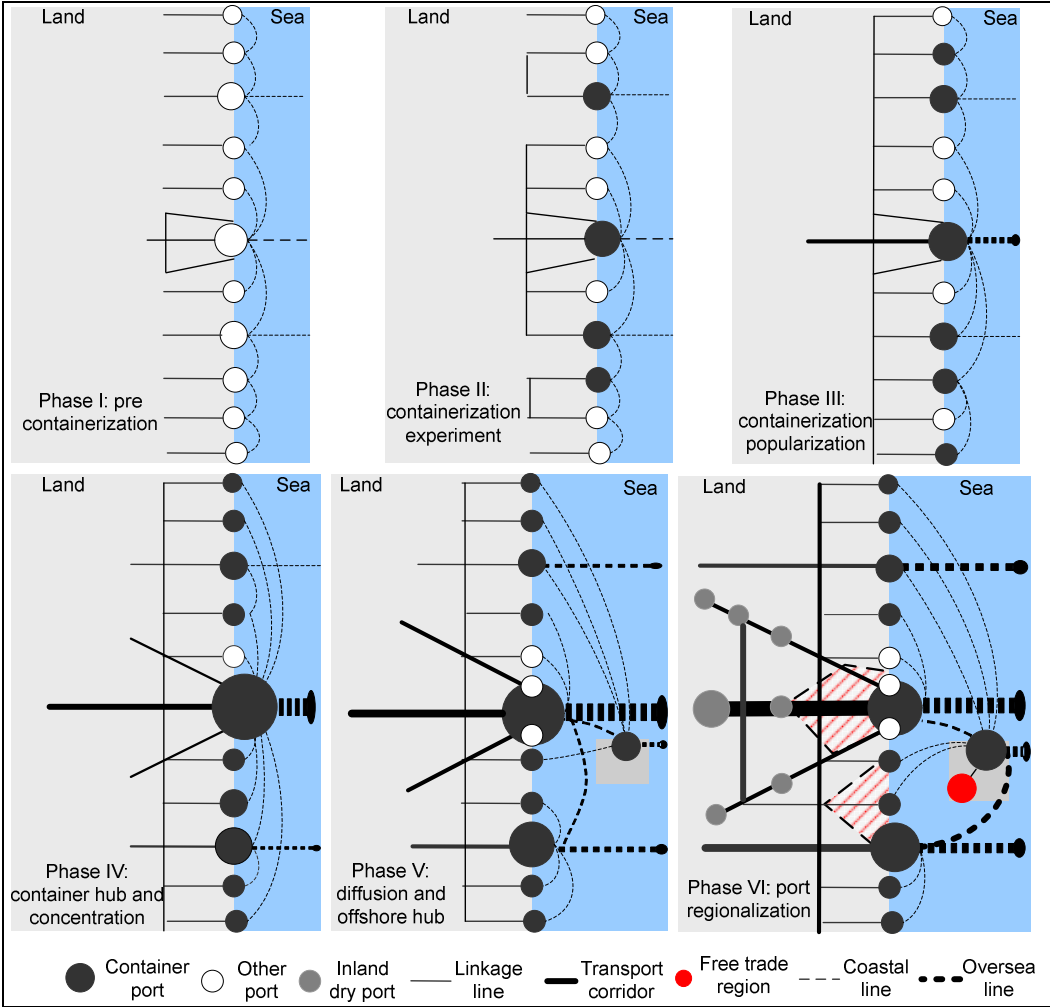 Land
Sea
Phase I: pre
containerization
Land
Sea
Phase II:
containerization
experiment
Land
Sea
Phase III:
containerization
popularization
Land
Sea
Phase IV:
container hub and
concentration
Land
Sea
Phase V:
diffusion and
offshore hub
Land
Sea
Phase VI: port
regionalization
Container
port
Other
port
Inland
dry port
Linkage
line
Transport
corridor
Free trade
region
Coastal
line
Oversea
line